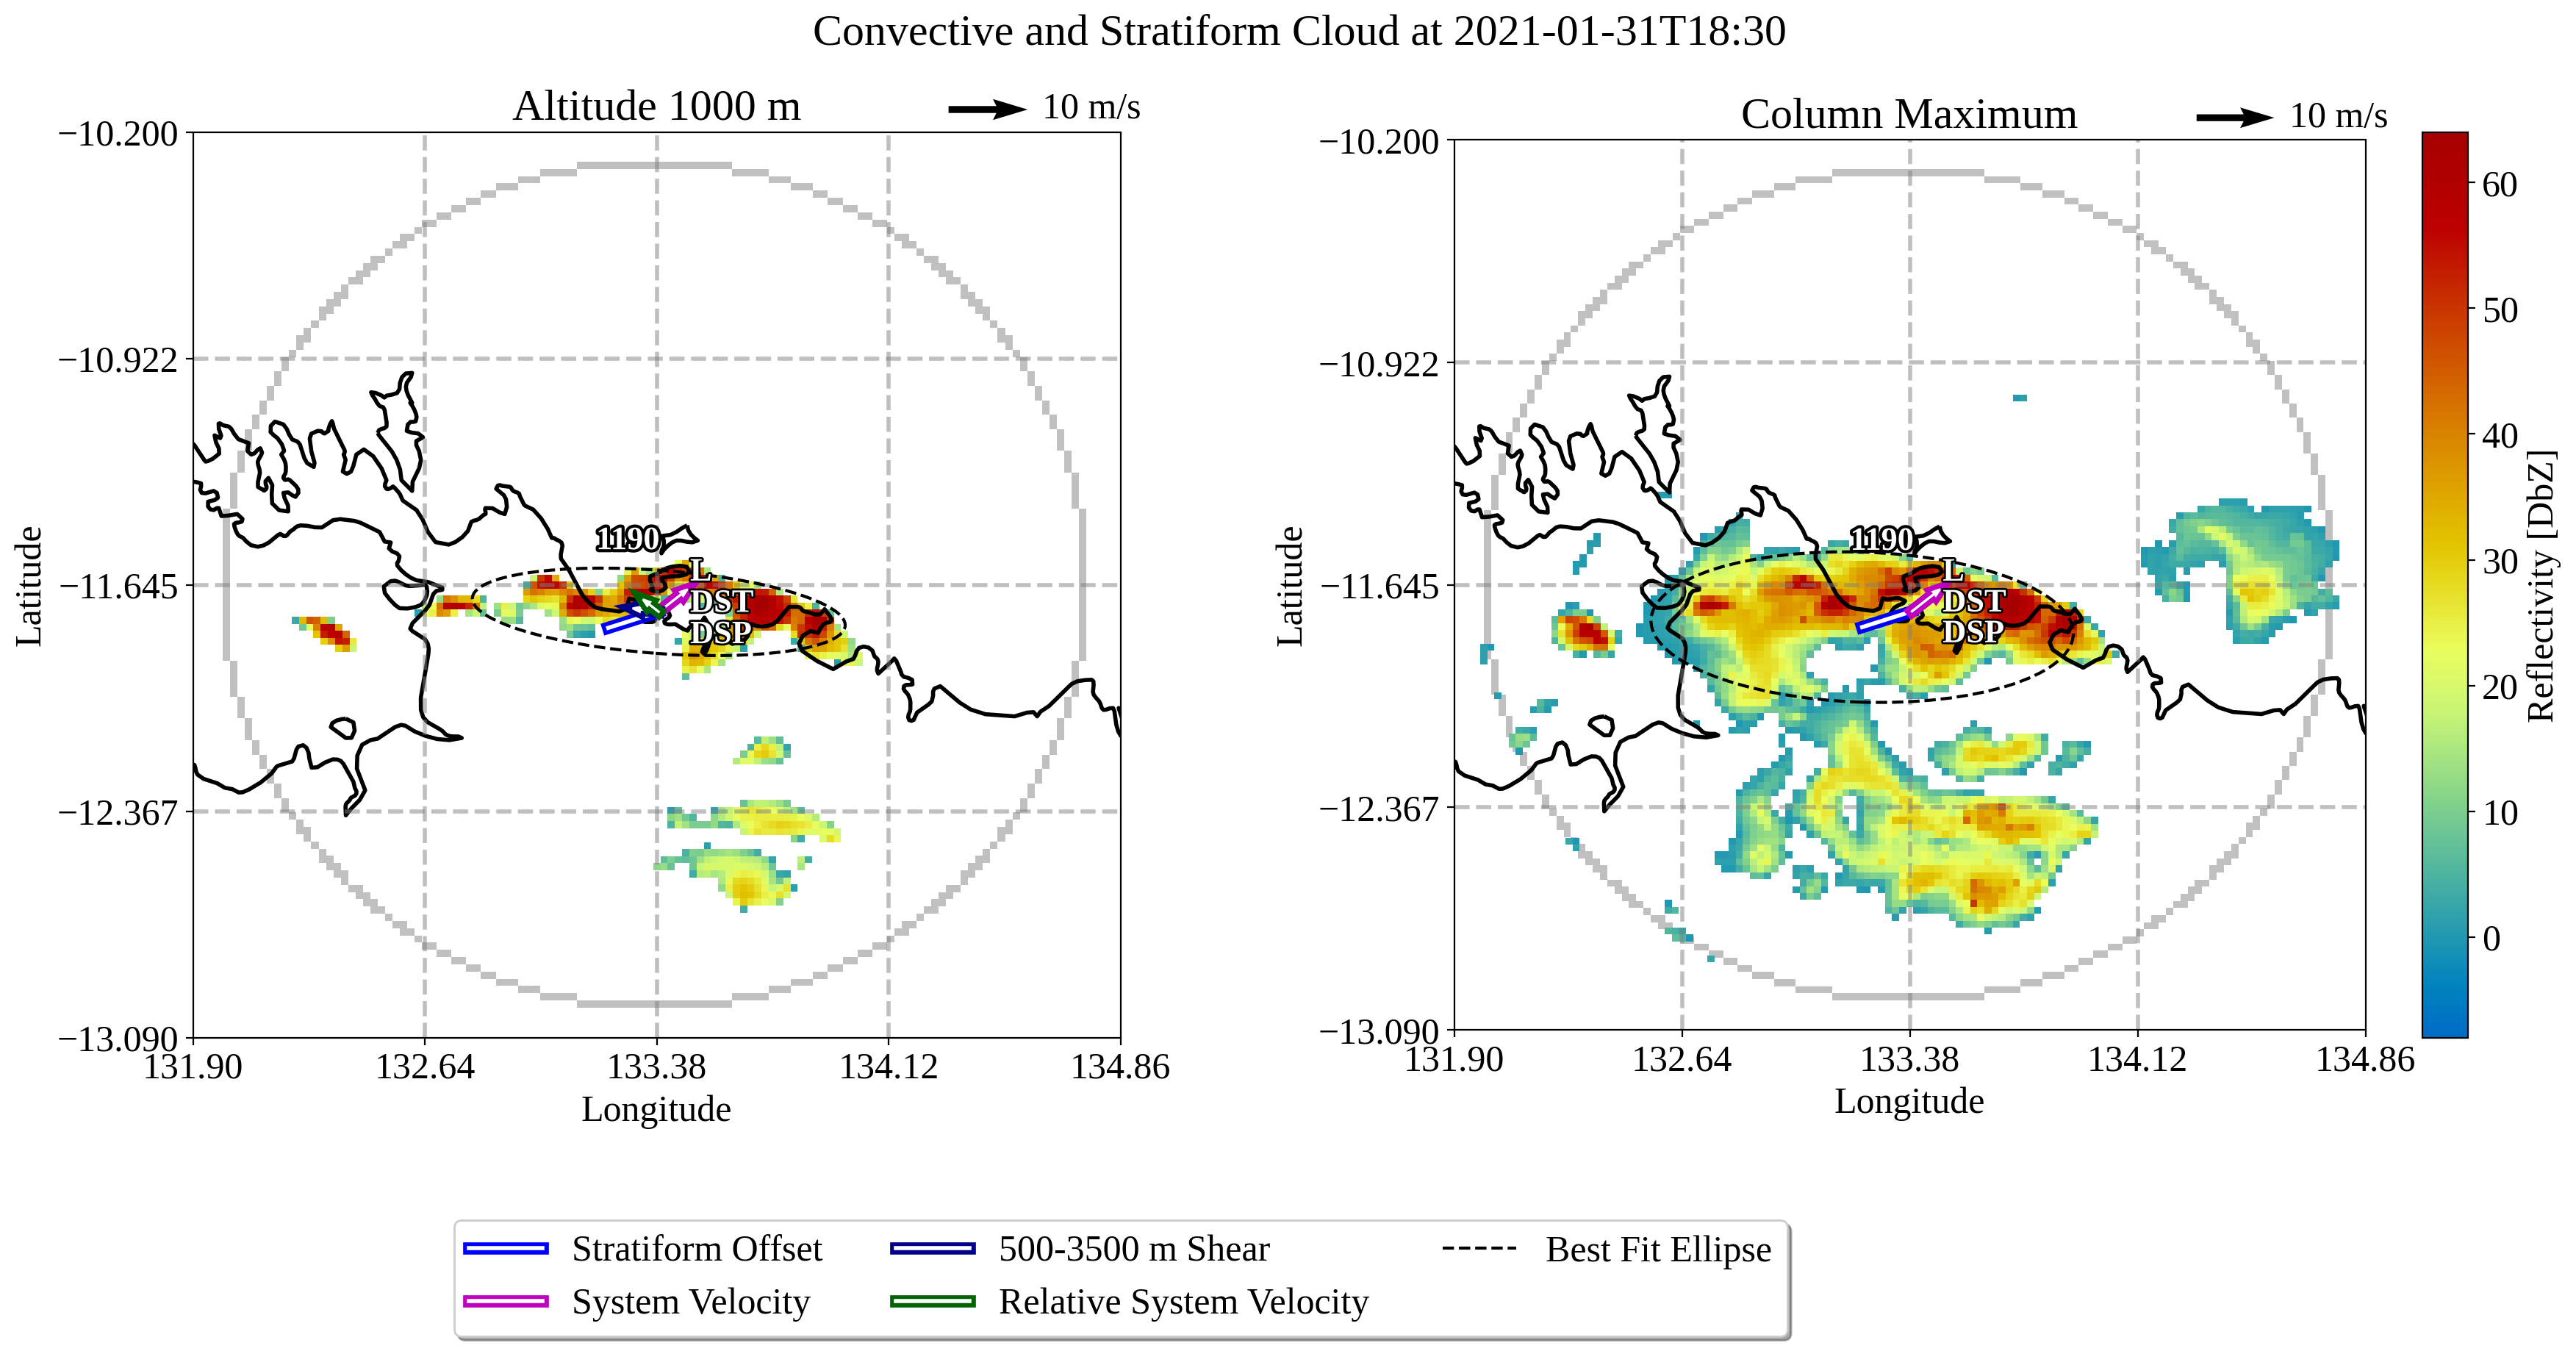 Convective and Stratiform Cloud at 2021-01-31T18:30
Altitude 1000 m
10 m/s
−10.200
−10.922
−11.645
−12.367
−13.090
Latitude
131.90
132.64
133.38
134.12
134.86
Longitude
1190
L
DST
DSP
Column Maximum
10 m/s
−10.200
−10.922
−11.645
−12.367
−13.090
Latitude
131.90
132.64
133.38
134.12
134.86
Longitude
1190
L
DST
DSP
60
50
40
30
20
10
0
Reflectivity [DbZ]
Stratiform Offset
System Velocity
500-3500 m Shear
Relative System Velocity
Best Fit Ellipse